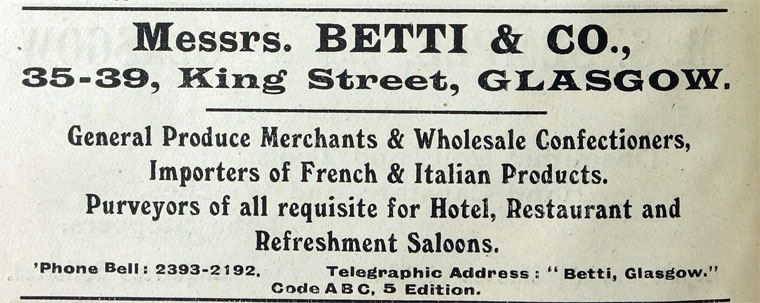 Messrs. BETTI & CO.,
35-39, King Street, GLASGOW.
General Produce Merchants & Wholesale Confectioners,
Importers of French & Italian Products.
Purveyors of all requisite for Hotel, Restaurant and
Refreshment Saloons.
'Phone Bell: 2393-2192. Telegraphic Address: "Betti, Glasgow."
Code A B C, 5 Edition.